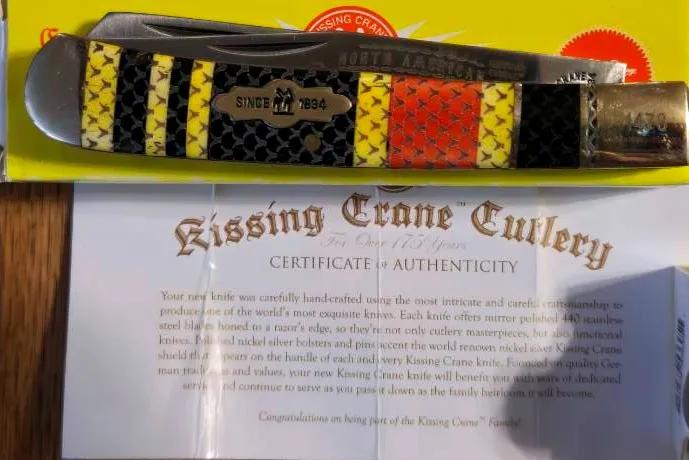 KISSING CRANE
NORTH AMERICAN
SINCE 1834
Kissing Crane™ Cutlery
For Over 175 Years
CERTIFICATE OF AUTHENTICITY
Your new knife was carefully hand-crafted using the most intricate and careful craftsmanship to
produce one of the world's most exquisite knives. Each knife offers mirror polished 440 stainless
steel blades honed to a razor's edge, so they're not only cutlery masterpieces, but also functional
knives. Polished nickel silver bolsters and pins accent the world renown nickel silver Kissing Crane
shield that appears on the handle of each and every Kissing Crane knife. Founded on quality Ger-
man traditions and values, your new Kissing Crane knife will benefit you with years of dedicated
service and continue to serve as you pass it down as the family heirloom it will become.
Congratulations on being part of the Kissing Crane™ Family!